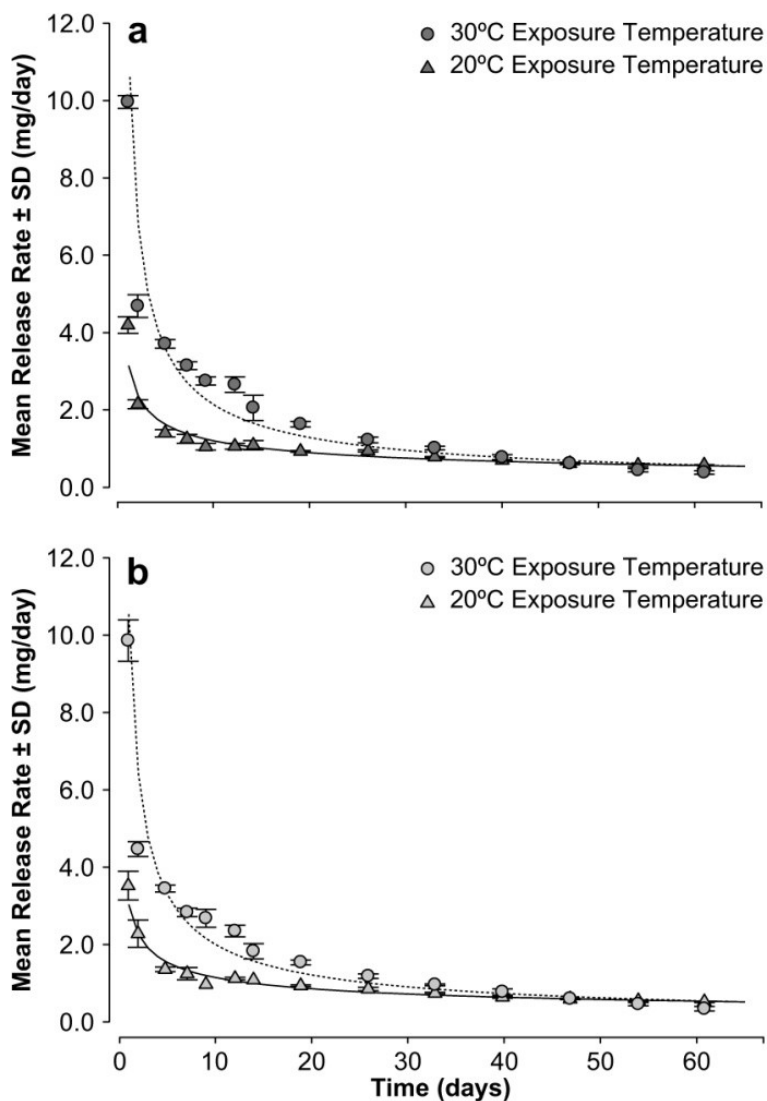 a
30ºC Exposure Temperature
20ºC Exposure Temperature
Mean Release Rate ± SD (mg/day)
10.0
8.0
6.0
4.0
2.0
0.0
12.0
b
30ºC Exposure Temperature
20ºC Exposure Temperature
Mean Release Rate ± SD (mg/day)
10.0
8.0
6.0
4.0
2.0
0.0
0 10 20 30 40 50 60
Time (days)